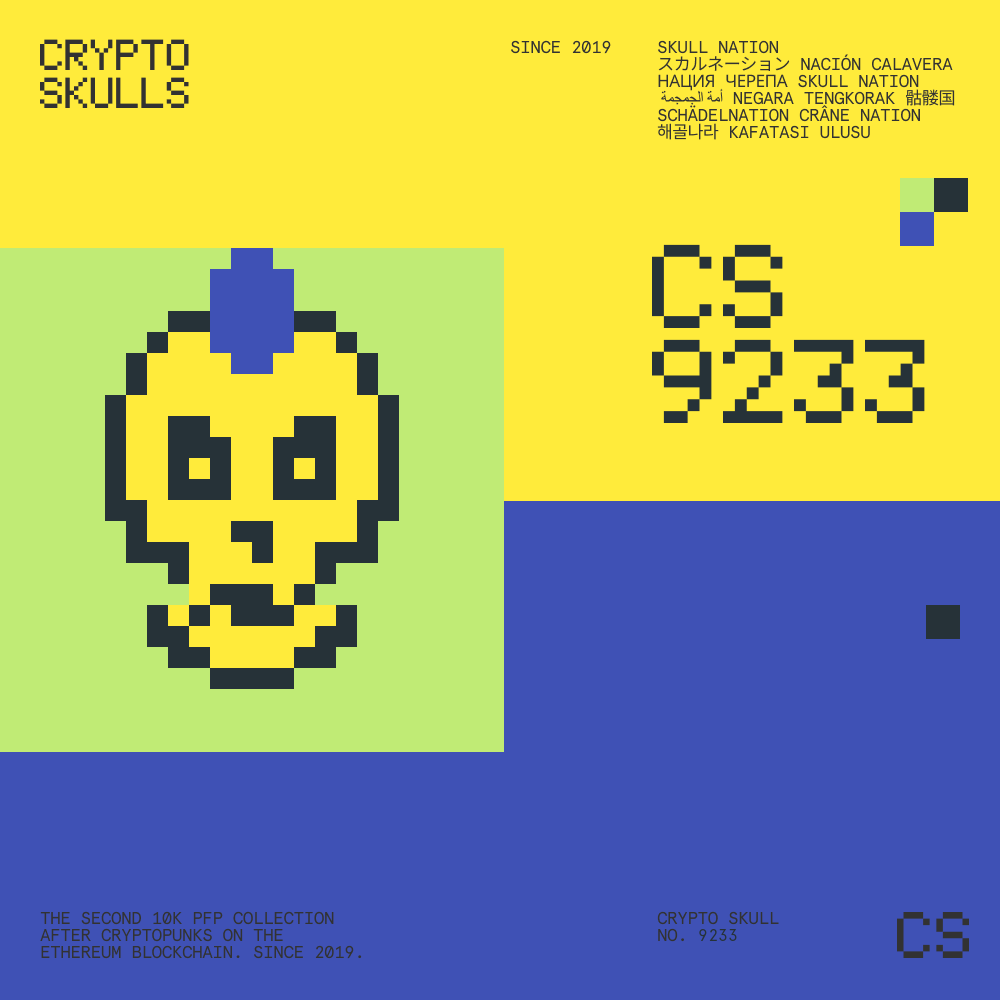 CRYPTO
SKULLS
SINCE 2019
SKULL NATION
スカルネーション NACIÓN CALAVERA
НАЦИЯ ЧЕРЕПА SKULL NATION
أمة الجمجمة NEGARA TENGKORAK 骷髅国
SCHÄDELNATION CRÂNE NATION
해골나라 KAFATASI ULUSU
CS
9233
THE SECOND 10K PFP COLLECTION
AFTER CRYPTOPUNKS ON THE
ETHEREUM BLOCKCHAIN. SINCE 2019.
CRYPTO SKULL
NO. 9233
CS